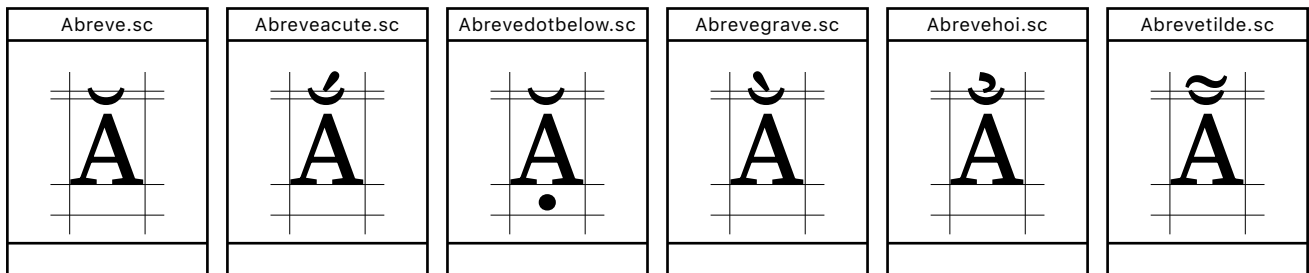 Abreve.sc Abreveacute.sc Abrevedotbelow.sc Abrevegrave.sc Abrevehoi.sc Abrevetilde.sc
Ă Ắ Ặ Ằ Ẳ Ẵ